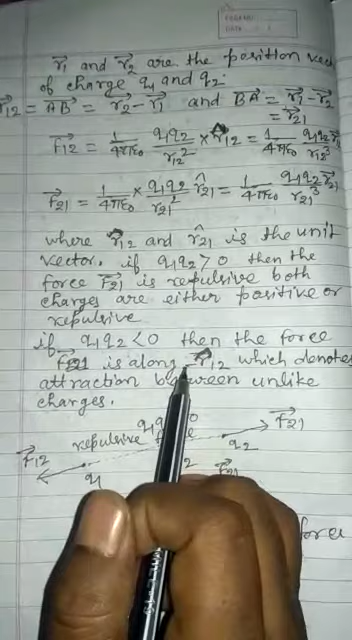 r⃗1 and r⃗2 are the position vec
of charge q1 and q2.
r⃗12 = A⃗B = r⃗2 - r⃗1 and B⃗A = r⃗1 - r⃗2
= r⃗21
F⃗12 = 1/4πε0 q1q2/r12² × r̂12 = 1/4πε0 q1q2/r12³ r⃗12
F⃗21 = 1/4πε0 × q1q2/r21² r̂21 = 1/4πε0 q1q2/r21³ r⃗21
where r̂12 and r̂21 is the unit
vector. if q1q2 > 0 then the
force F⃗21 is repulsive both
charges are either positive or
repulsive
if q1q2 < 0 then the force
F⃗21 is along r⃗12 which denotes
attraction between unlike
charges.
repulsive
F⃗12 q1 q2 F⃗21
F⃗21
force